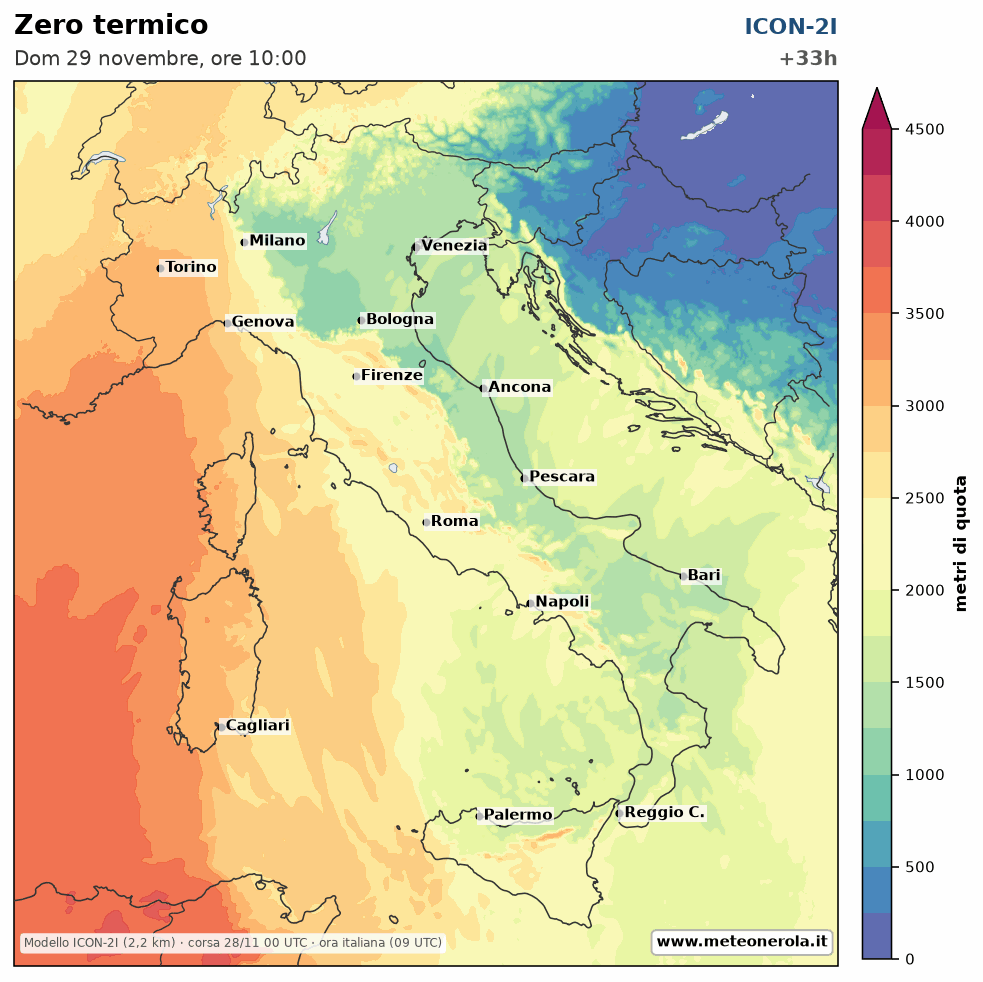 Zero termico
ICON-2I
Dom 29 novembre, ore 10:00
+33h
Milano
Venezia
Torino
Genova
Bologna
Firenze
Ancona
Pescara
Roma
Bari
Napoli
Cagliari
Palermo
Reggio C.
4500
4000
3500
3000
2500
2000
1500
1000
500
0
metri di quota
Modello ICON-2I (2,2 km) · corsa 28/11 00 UTC · ora italiana (09 UTC)
www.meteonerola.it